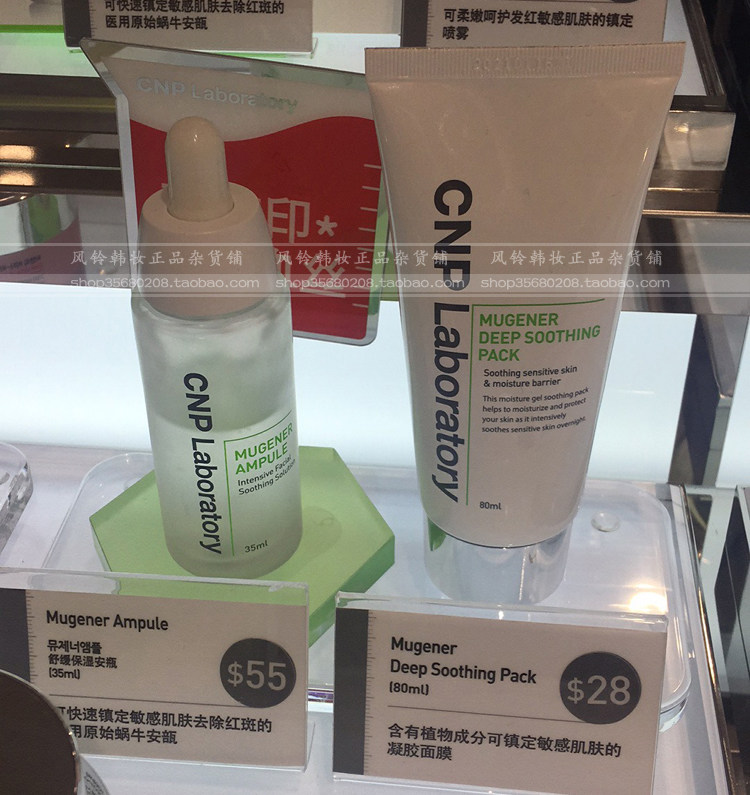 可快速镇定敏感肌肤去除红斑的
医用原始蜗牛安瓿
可柔嫩呵护发红敏感肌肤的镇定
喷雾
CNP Laboratory
印*
丝
风铃韩妆正品杂货铺
shop35680208.taobao.com
风铃韩妆正品杂货铺
shop35680208.taobao.com
风铃韩妆正品杂货铺
shop35680208.taobao.com
CNP Laboratory
MUGENER
AMPULE
Intensive Facial
Soothing Solution
35ml
CNP Laboratory
MUGENER
DEEP SOOTHING
PACK
Soothing sensitive skin
& moisture barrier
This moisture gel soothing pack
helps to moisturize and protect
your skin as it intensively
soothes sensitive skin overnight.
80ml
Mugener Ampule
뮤제너앰플
舒缓保湿安瓶
(35ml)
$55
可快速镇定敏感肌肤去除红斑的
医用原始蜗牛安瓿
Mugener
Deep Soothing Pack
(80ml)
$28
含有植物成分可镇定敏感肌肤的
凝胶面膜